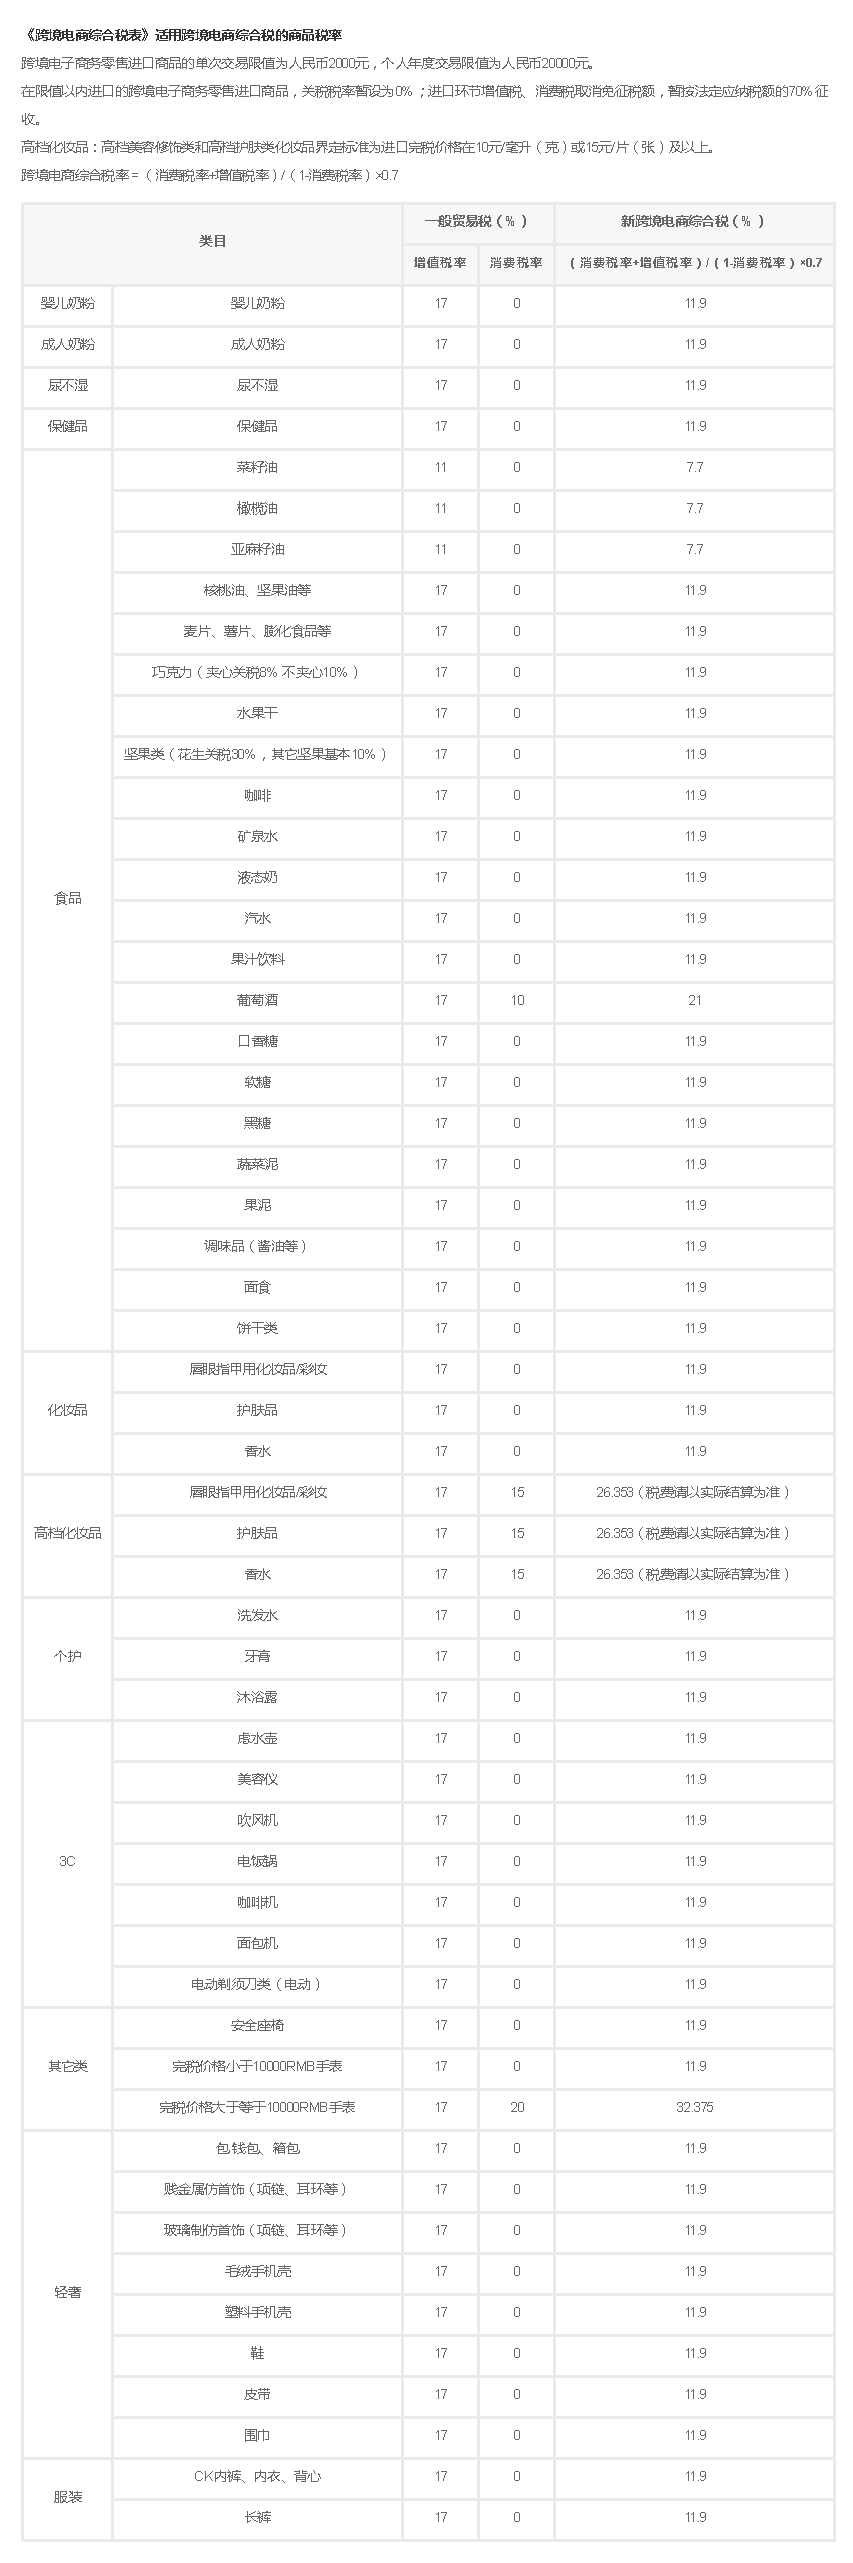 《跨境电商综合税表》适用跨境电商综合税的商品税率
跨境电子商务零售进口商品的单次交易限值为人民币2000元，个人年度交易限值为人民币20000元。
在限值以内进口的跨境电子商务零售进口商品，关税税率暂设为0%；进口环节增值税、消费税取消免征税额，暂按法定应纳税额的70%征
收。
高档化妆品：高档美容修饰类和高档护肤类化妆品界定标准为进口完税价格在10元/毫升（克）或15元/片（张）及以上。
跨境电商综合税率 =（消费税率+增值税率）/（1-消费税率）×0.7
类目 一般贸易税（%） 新跨境电商综合税（%）
增值税率 消费税率 （消费税率+增值税率）/（1-消费税率）×0.7
婴儿奶粉 婴儿奶粉 17 0 11.9
成人奶粉 成人奶粉 17 0 11.9
尿不湿 尿不湿 17 0 11.9
保健品 保健品 17 0 11.9
食品
菜籽油 11 0 7.7
橄榄油 11 0 7.7
亚麻籽油 11 0 7.7
核桃油、坚果油等 17 0 11.9
麦片、薯片、膨化食品等 17 0 11.9
巧克力（夹心关税8% 不夹心10%） 17 0 11.9
水果干 17 0 11.9
坚果类（花生关税30%，其它坚果基本10%） 17 0 11.9
咖啡 17 0 11.9
矿泉水 17 0 11.9
液态奶 17 0 11.9
汽水 17 0 11.9
果汁饮料 17 0 11.9
葡萄酒 17 10 21
口香糖 17 0 11.9
软糖 17 0 11.9
黑糖 17 0 11.9
蔬菜泥 17 0 11.9
果泥 17 0 11.9
调味品（酱油等） 17 0 11.9
面食 17 0 11.9
饼干类 17 0 11.9
化妆品
唇眼指甲用化妆品/彩妆 17 0 11.9
护肤品 17 0 11.9
香水 17 0 11.9
高档化妆品
唇眼指甲用化妆品/彩妆 17 15 26.353（税费请以实际结算为准）
护肤品 17 15 26.353（税费请以实际结算为准）
香水 17 15 26.353（税费请以实际结算为准）
个护
洗发水 17 0 11.9
牙膏 17 0 11.9
沐浴露 17 0 11.9
3C
虑水壶 17 0 11.9
美容仪 17 0 11.9
吹风机 17 0 11.9
电饭锅 17 0 11.9
咖啡机 17 0 11.9
面包机 17 0 11.9
电动剃须刀类（电动） 17 0 11.9
其它类
安全座椅 17 0 11.9
完税价格小于10000RMB手表 17 0 11.9
完税价格大于等于10000RMB手表 17 20 32.375
轻奢
包 钱包、箱包 17 0 11.9
贱金属仿首饰（项链、耳环等） 17 0 11.9
玻璃制仿首饰（项链、耳环等） 17 0 11.9
毛绒手机壳 17 0 11.9
塑料手机壳 17 0 11.9
鞋 17 0 11.9
皮带 17 0 11.9
围巾 17 0 11.9
服装
CK内裤、内衣、背心 17 0 11.9
长裤 17 0 11.9